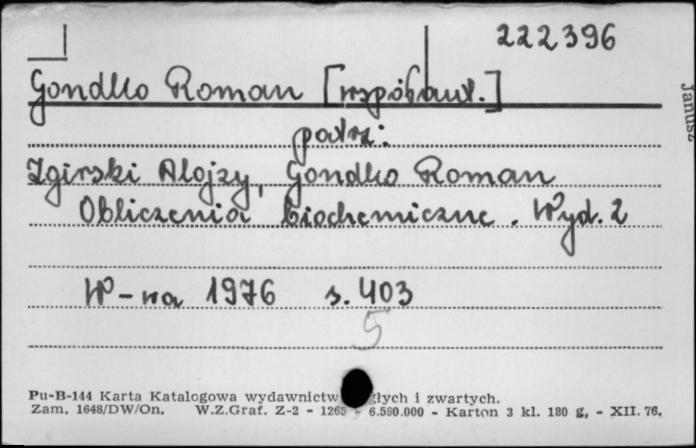 222396
Gondko Roman [współaut.]
patrz:
Zgirski Alojzy, Gondko Roman
Obliczenia biochemiczne. Wyd. 2
W-wa 1976 s. 403
5
Pu-B-144 Karta Katalogowa wydawnictw i zwartych.
Zam. 1648/DW/On. W.Z.Graf. Z-2 - 1265 - 6.590.000 - Karton 3 kl. 180 g, - XII. 76.
Janusz